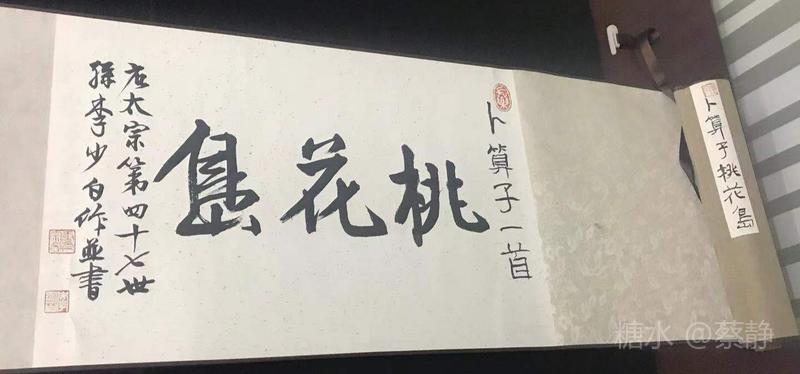 卜算子桃花島
卜算子一首
桃花島
唐太宗第四十七世
孫李少白作並書
糖水 @蔡静